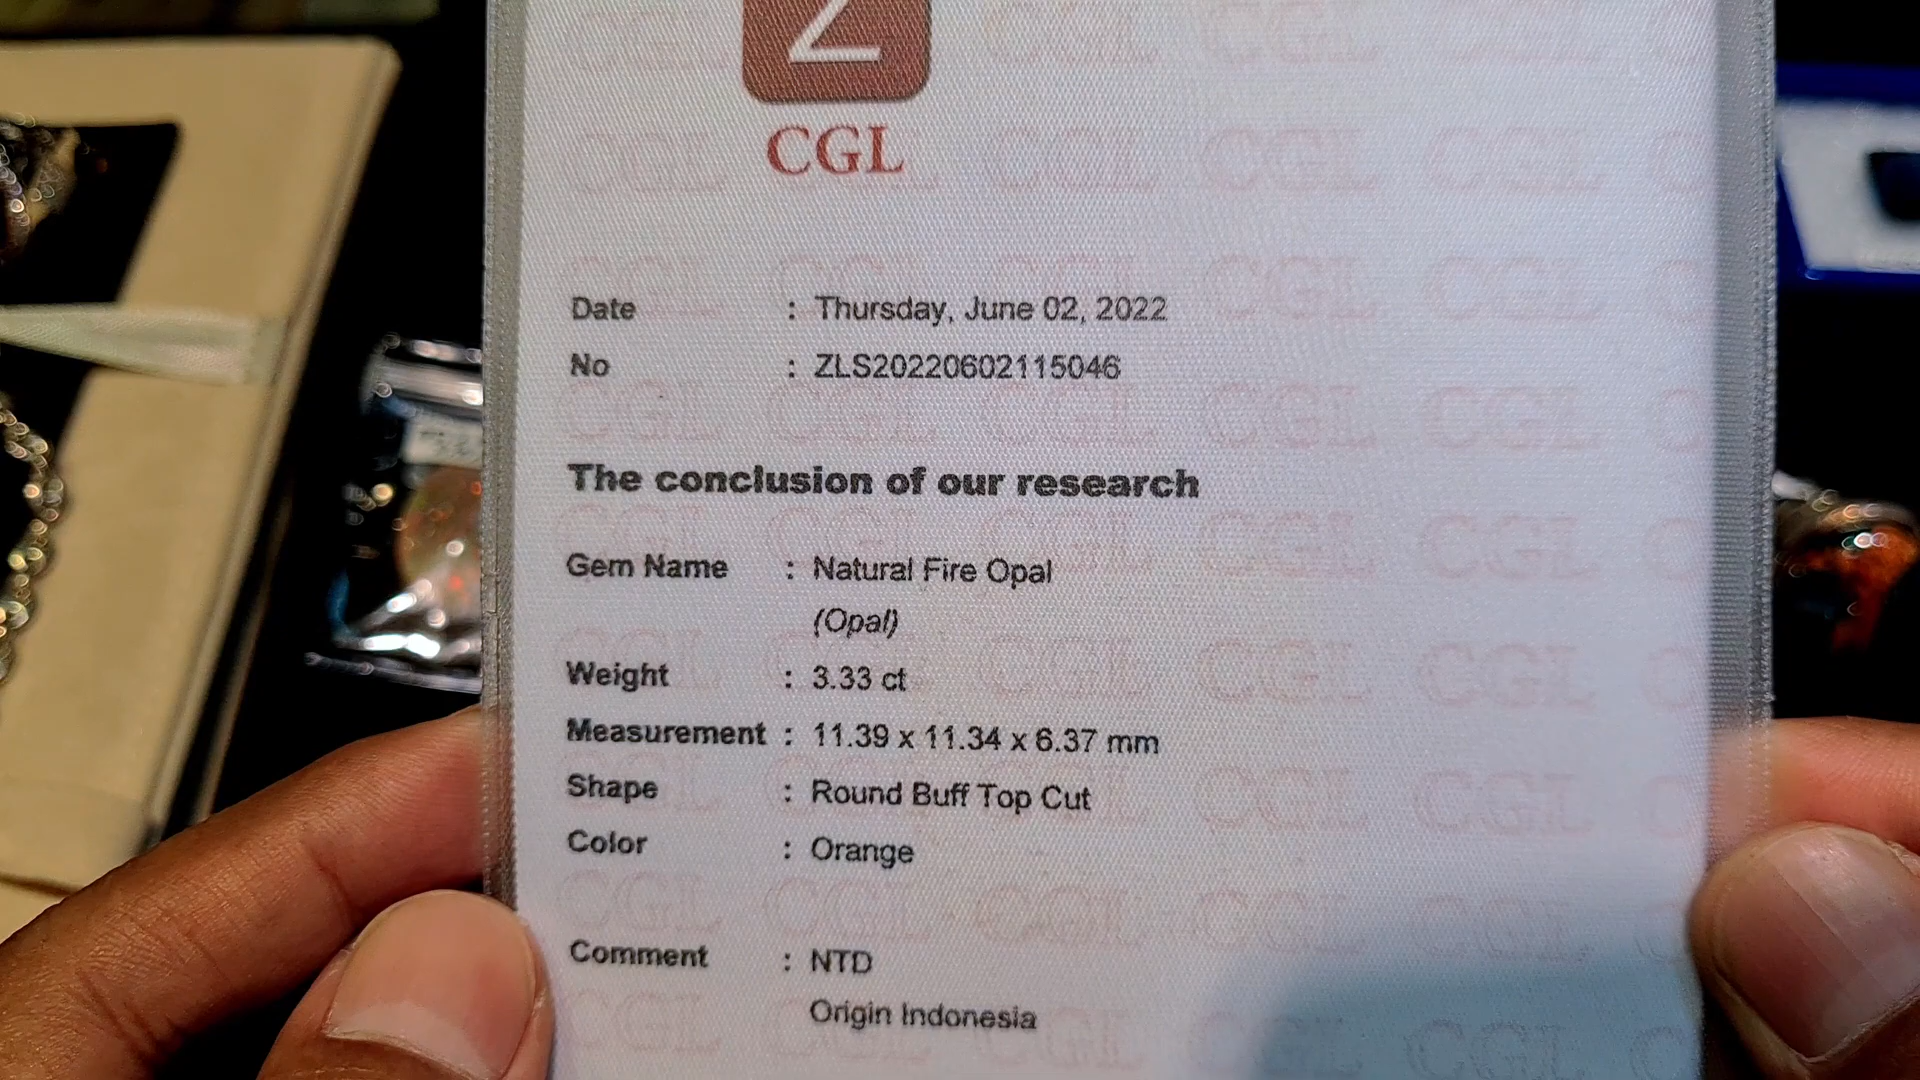 Z
CGL
Date : Thursday, June 02, 2022
No : ZLS20220602115046
The conclusion of our research
Gem Name : Natural Fire Opal
(Opal)
Weight : 3.33 ct
Measurement : 11.39 x 11.34 x 6.37 mm
Shape : Round Buff Top Cut
Color : Orange
Comment : NTD
Origin Indonesia